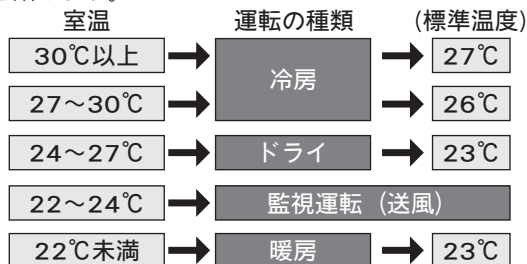 室温 運転の種類 (標準温度)
30℃以上 冷房 27℃
27～30℃ 26℃
24～27℃ ドライ 23℃
22～24℃ 監視運転（送風）
22℃未満 暖房 23℃